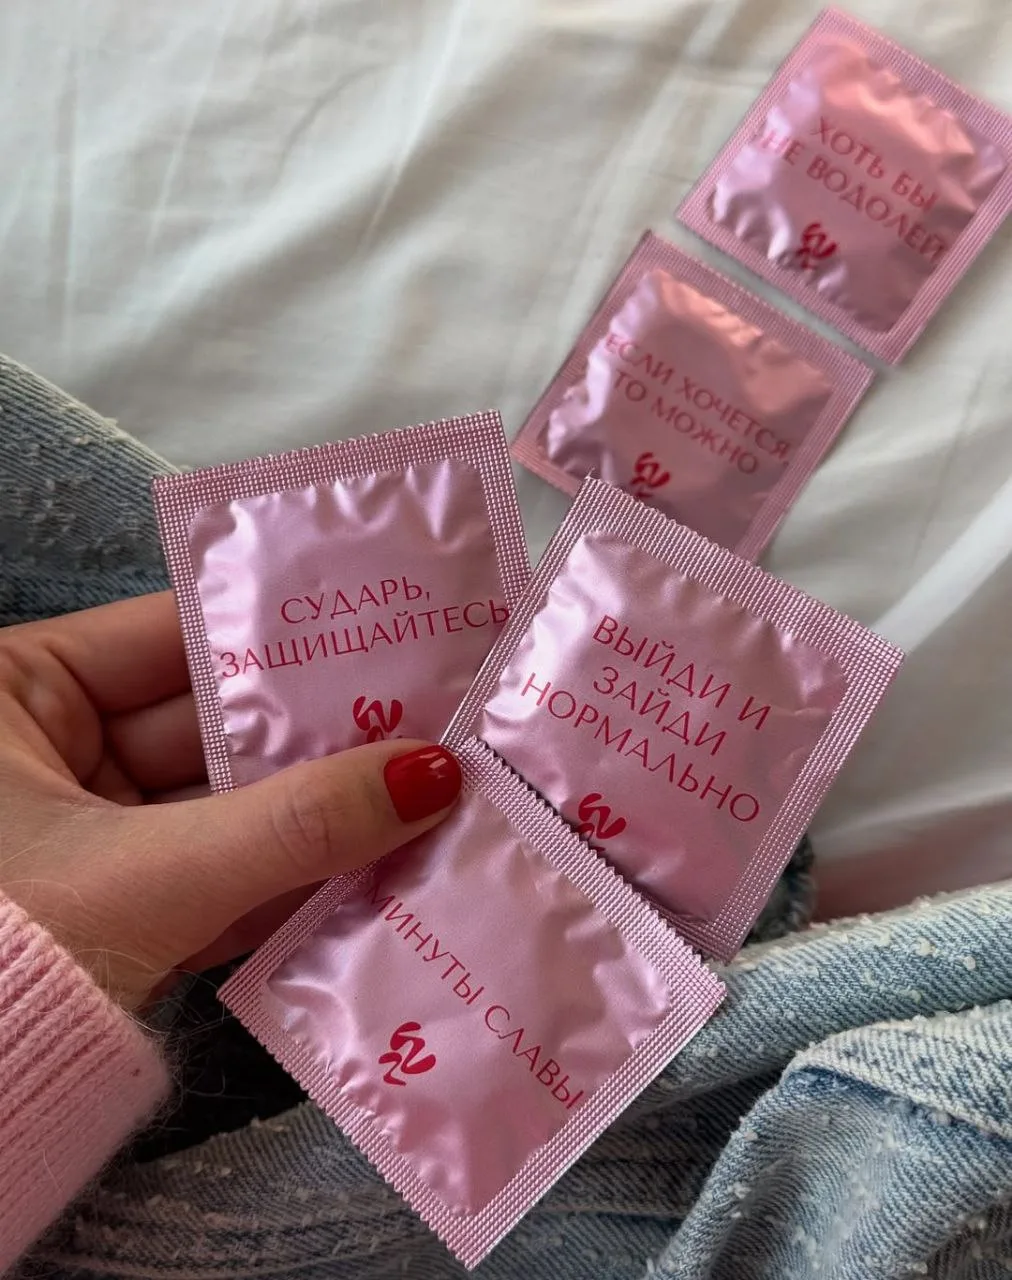 ХОТЬ БЫ
НЕ ВОДОЛЕЙ
ЕСЛИ ХОЧЕТСЯ,
ТО МОЖНО
СУДАРЬ,
ЗАЩИЩАЙТЕСЬ
ВЫЙДИ И
ЗАЙДИ
НОРМАЛЬНО
МИНУТЫ СЛАВЫ